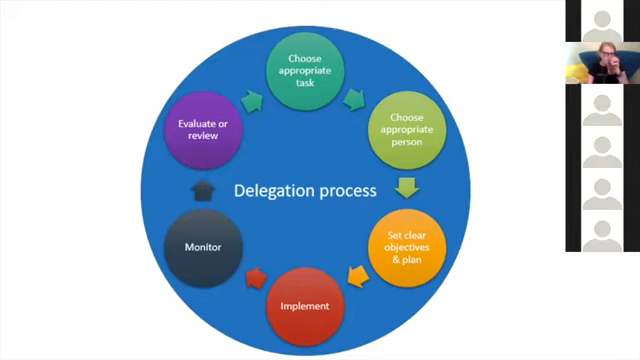 Choose
appropriate
task
Choose
appropriate
person
Set clear
objectives
& plan
Implement
Monitor
Evaluate or
review
Delegation process